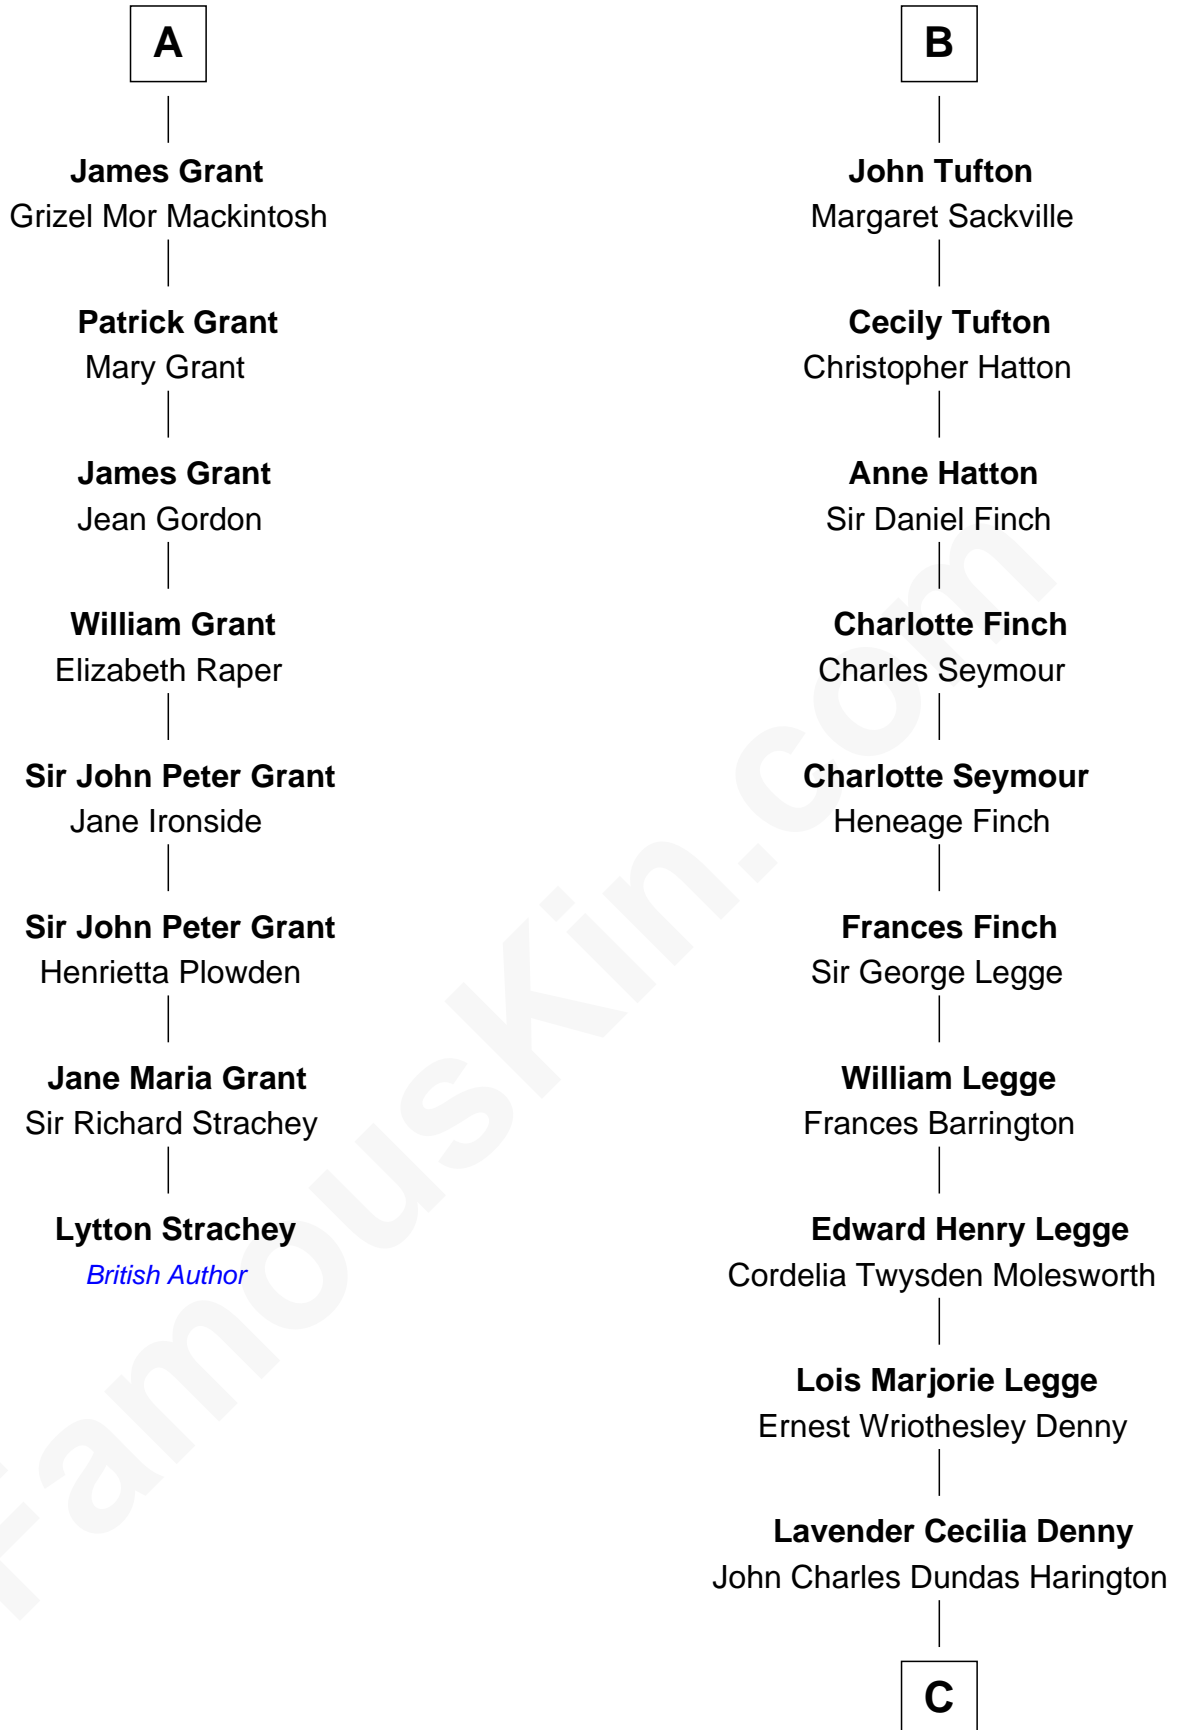 A
James Grant
Grizel Mor Mackintosh
Patrick Grant
Mary Grant
James Grant
Jean Gordon
William Grant
Elizabeth Raper
Sir John Peter Grant
Jane Ironside
Sir John Peter Grant
Henrietta Plowden
Jane Maria Grant
Sir Richard Strachey
Lytton Strachey
British Author
B
John Tufton
Margaret Sackville
Cecily Tufton
Christopher Hatton
Anne Hatton
Sir Daniel Finch
Charlotte Finch
Charles Seymour
Charlotte Seymour
Heneage Finch
Frances Finch
Sir George Legge
William Legge
Frances Barrington
Edward Henry Legge
Cordelia Twysden Molesworth
Lois Marjorie Legge
Ernest Wriothesley Denny
Lavender Cecilia Denny
John Charles Dundas Harington
C
FamousKin.com